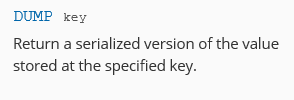 DUMP key
Return a serialized version of the value
stored at the specified key.